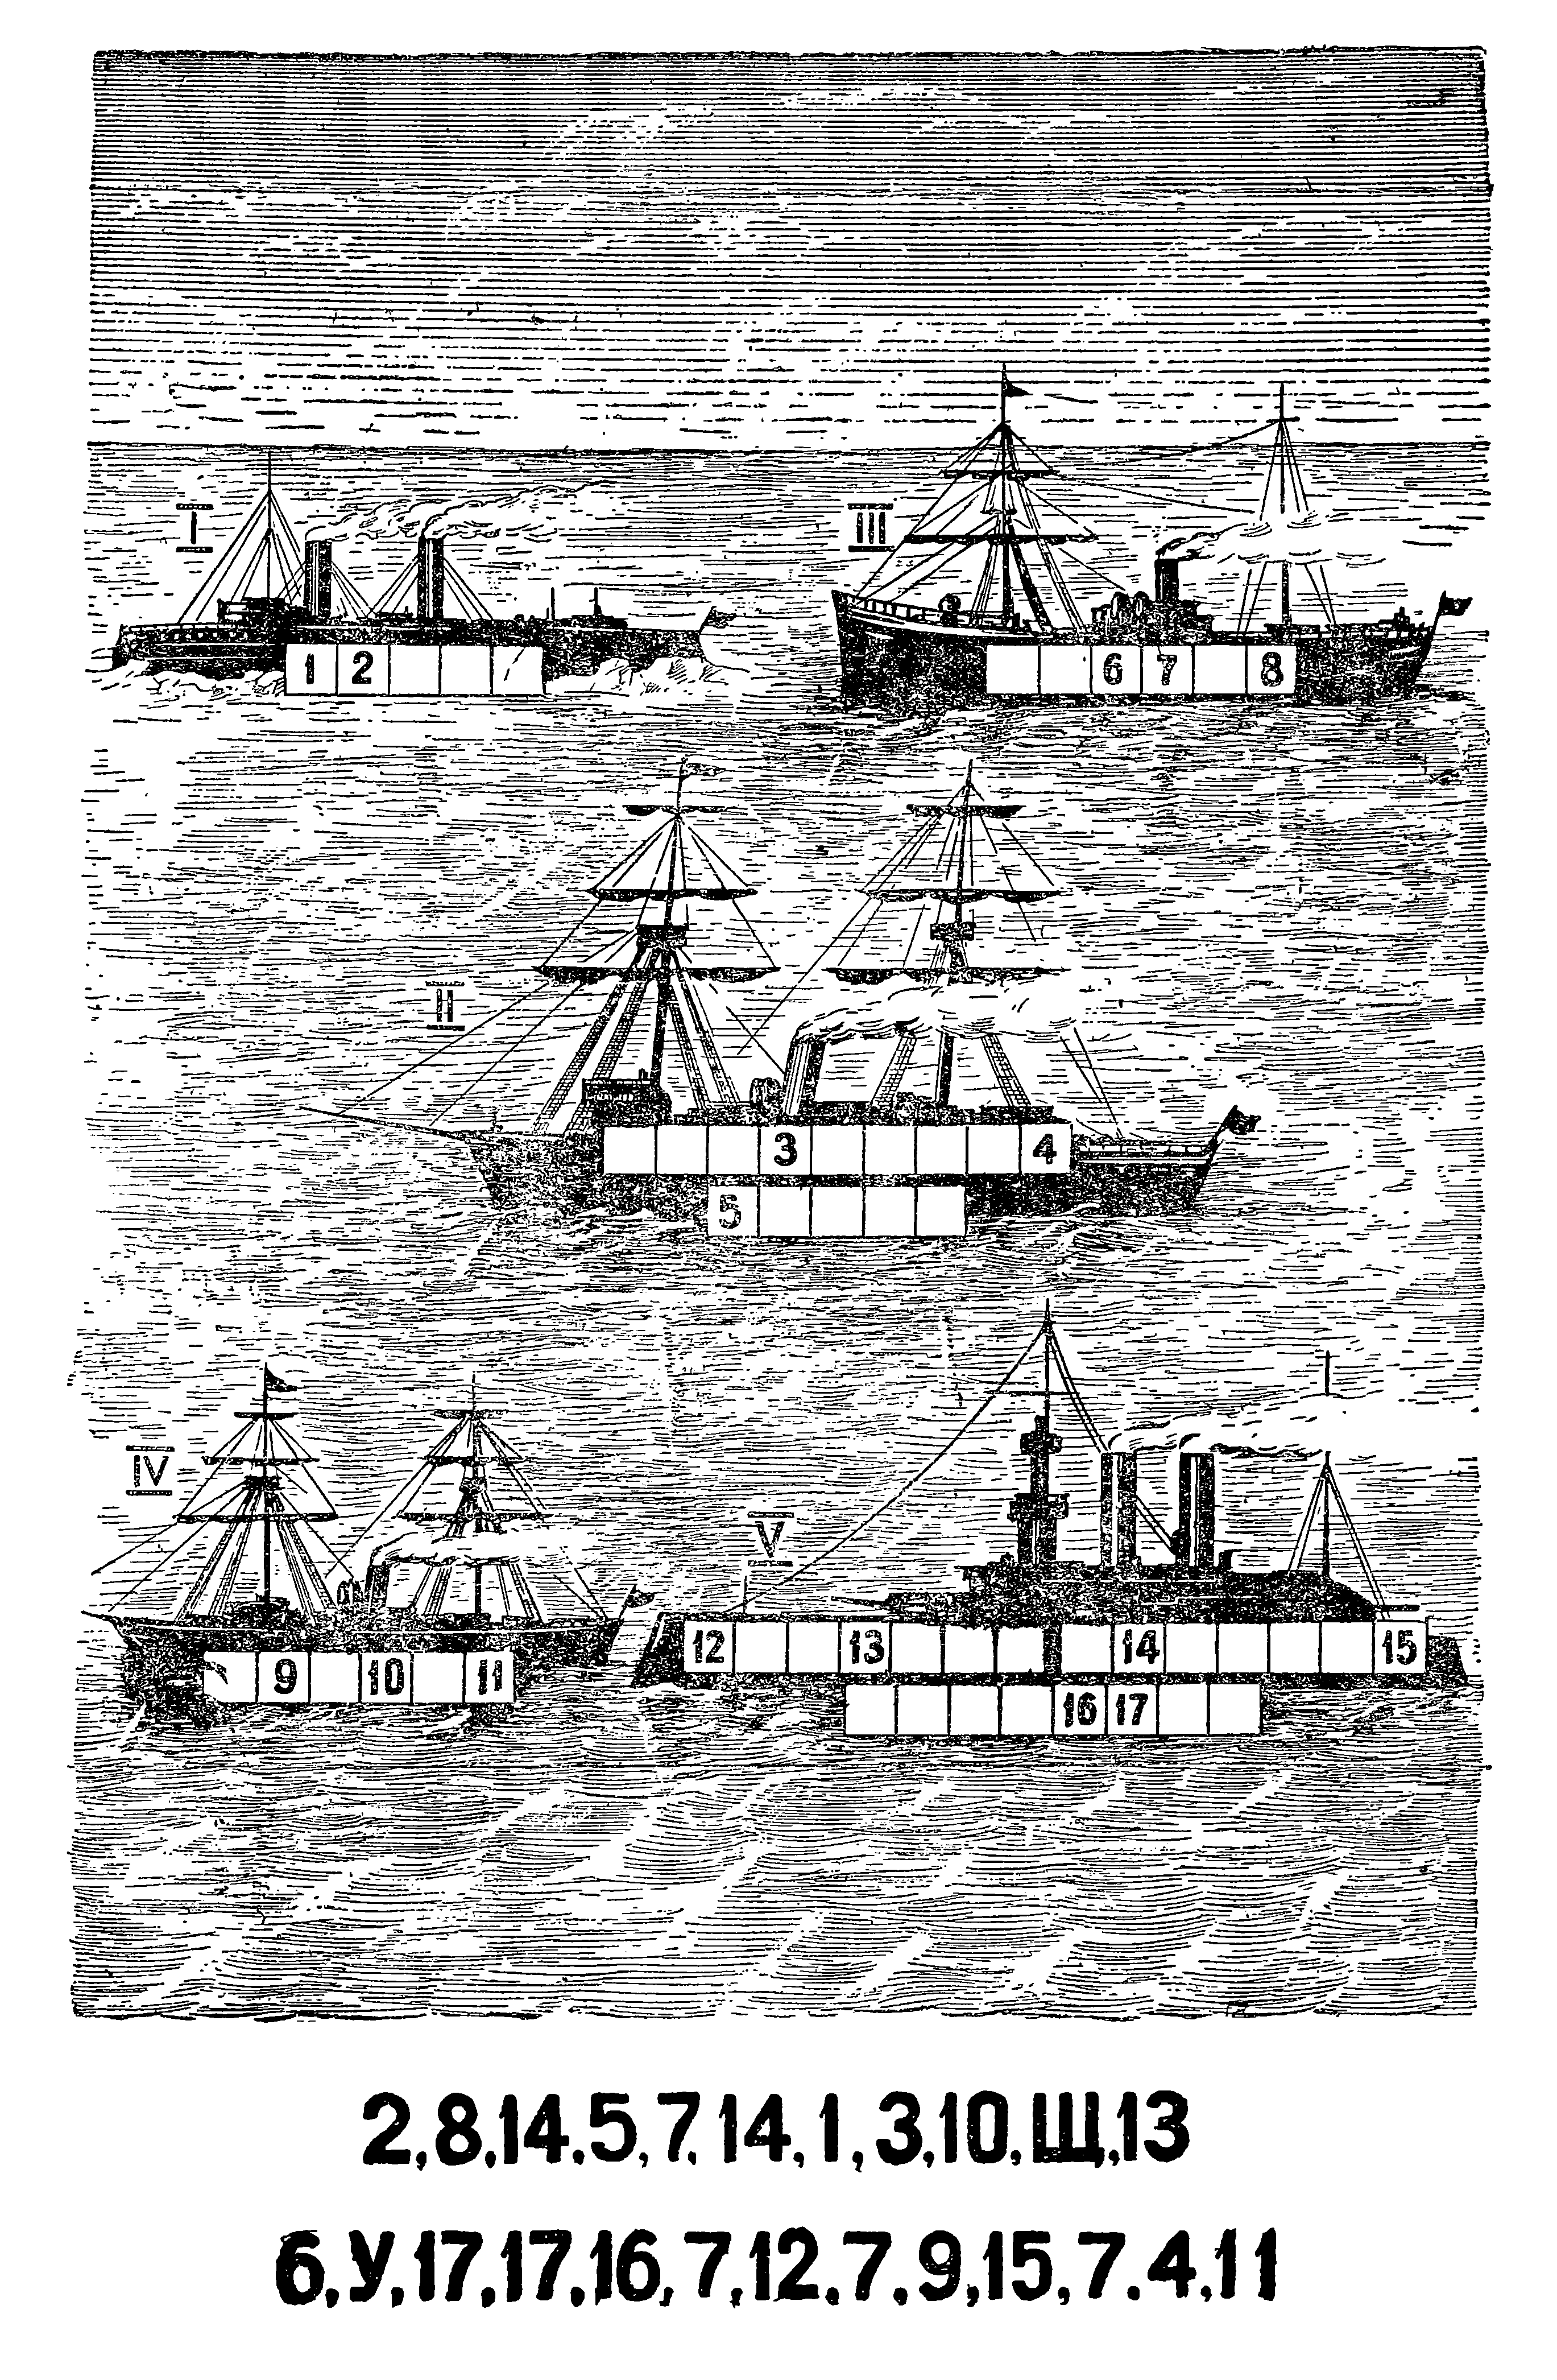 I
III
1 2
6 7 8
II
3 4
5
IV
V
9 10 11
12 13 14 15
16 17
2,8,14,5,7,14,1,3,10,Щ,13
6,У,17,17,16,7,12,7,9,15,7,4,11